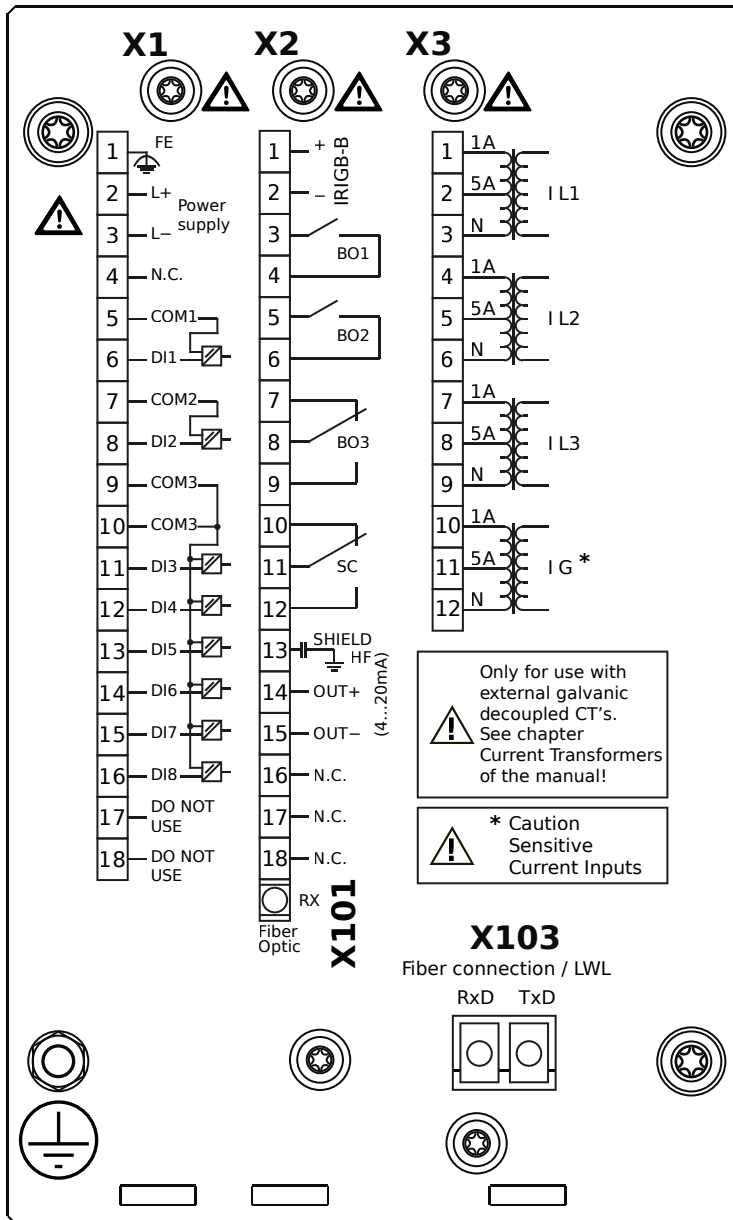 X1
X2
X3
1 FE
2 L+
3 L−
Power
supply
4 N.C.
5 COM1
6 DI1
7 COM2
8 DI2
9 COM3
10 COM3
11 DI3
12 DI4
13 DI5
14 DI6
15 DI7
16 DI8
17 DO NOT
USE
18 DO NOT
USE
1 +
2 −
IRIGB-B
3
BO1
4
5
BO2
6
7
8 BO3
9
10
11 SC
12
13 SHIELD
HF
14 OUT+
15 OUT−
(4...20mA)
16 N.C.
17 N.C.
18 N.C.
RX
Fiber
Optic
X101
1 1A
2 5A I L1
3 N
4 1A
5 5A I L2
6 N
7 1A
8 5A I L3
9 N
10 1A
11 5A I G *
12 N
! Only for use with
external galvanic
decoupled CT's.
See chapter
Current Transformers
of the manual!
! * Caution
Sensitive
Current Inputs
X103
Fiber connection / LWL
RxD TxD